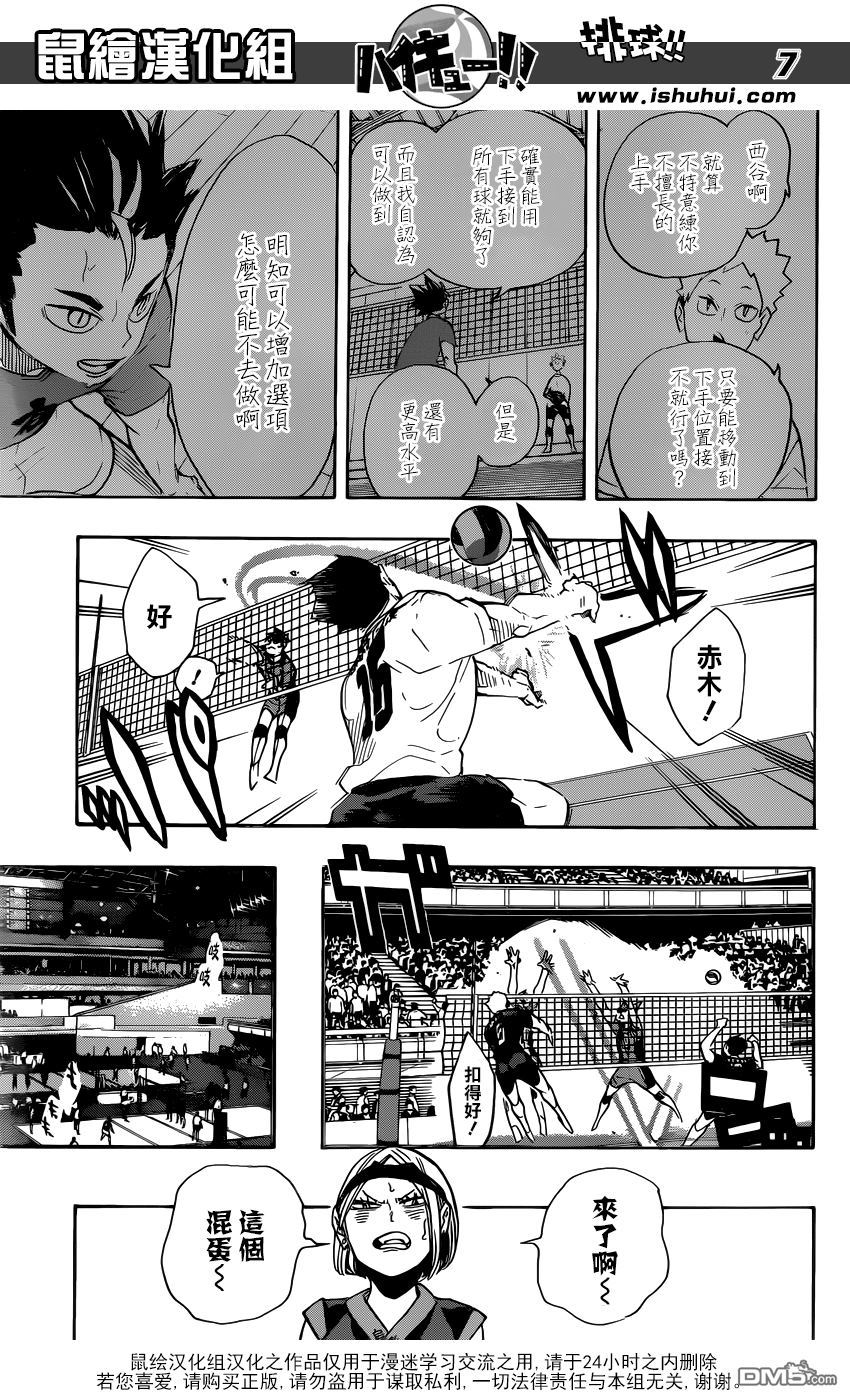 鼠繪漢化組
ハイキュー!!
排球!!
7
www.ishuhui.com
西谷啊
就算
不特意練你
不擅長的
上手
只要能移動到
下手位置接
不就行了嗎?
確實能用
下手接到
所有球就夠了
而且我自認為
可以做到
但是
還有
更高水平
明知可以增加選項
怎麼可能不去做啊
赤木!
好
!
扣得好!
吱
吱
來了啊～
這個
混蛋～
鼠绘汉化组汉化之作品仅用于漫迷学习交流之用,请于24小时之内删除
若您喜爱,请购买正版,请勿盗用于谋取私利,一切法律责任与本组无关,谢谢。
DM5.com